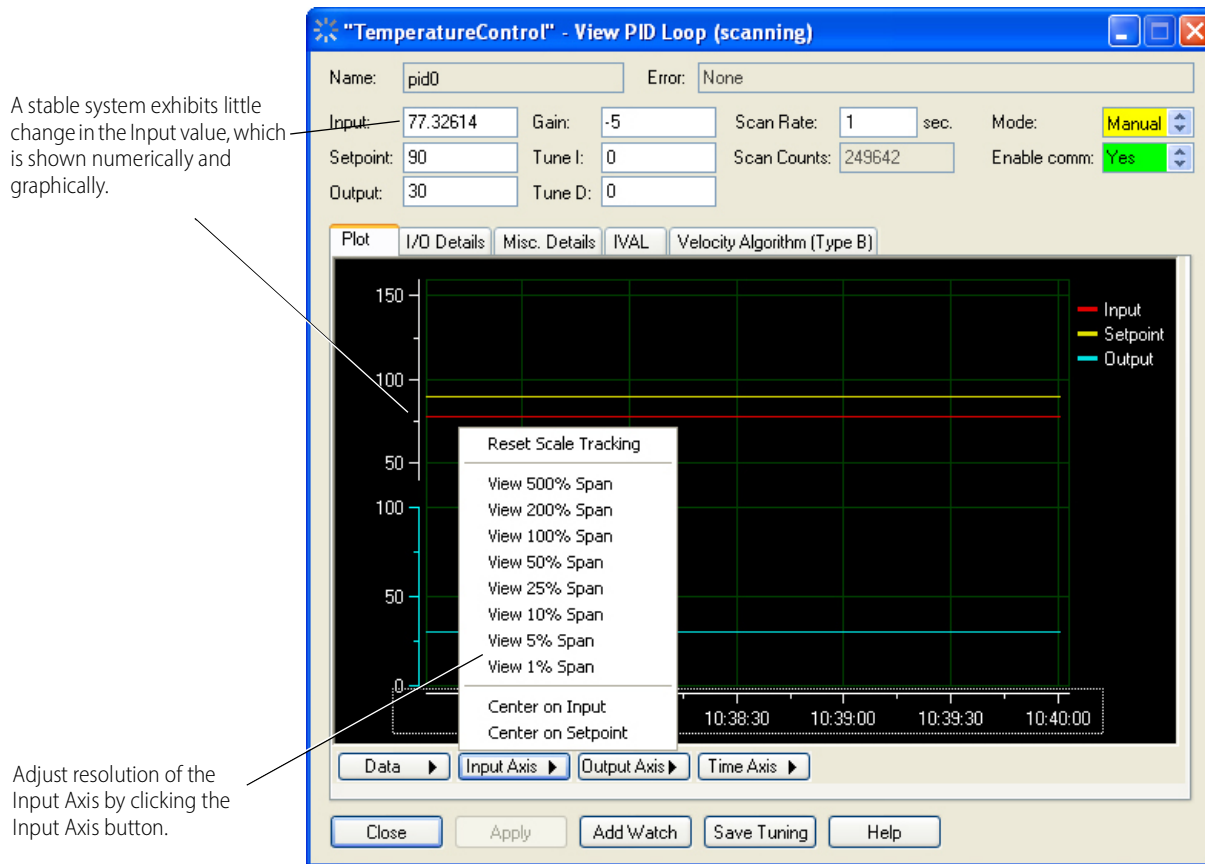 "TemperatureControl" - View PID Loop (scanning)
Name: pid0 Error: None
A stable system exhibits little
change in the Input value, which
is shown numerically and
graphically.
Input: 77.32614 Gain: -5 Scan Rate: 1 sec. Mode: Manual
Setpoint: 90 Tune I: 0 Scan Counts: 249642 Enable comm: Yes
Output: 30 Tune D: 0
Plot I/O Details Misc. Details IVAL Velocity Algorithm (Type B)
150
100
50
100
50
0
Input
Setpoint
Output
Reset Scale Tracking
View 500% Span
View 200% Span
View 100% Span
View 50% Span
View 25% Span
View 10% Span
View 5% Span
View 1% Span
Center on Input
Center on Setpoint
10:38:30 10:39:00 10:39:30 10:40:00
Data Input Axis Output Axis Time Axis
Adjust resolution of the
Input Axis by clicking the
Input Axis button.
Close Apply Add Watch Save Tuning Help